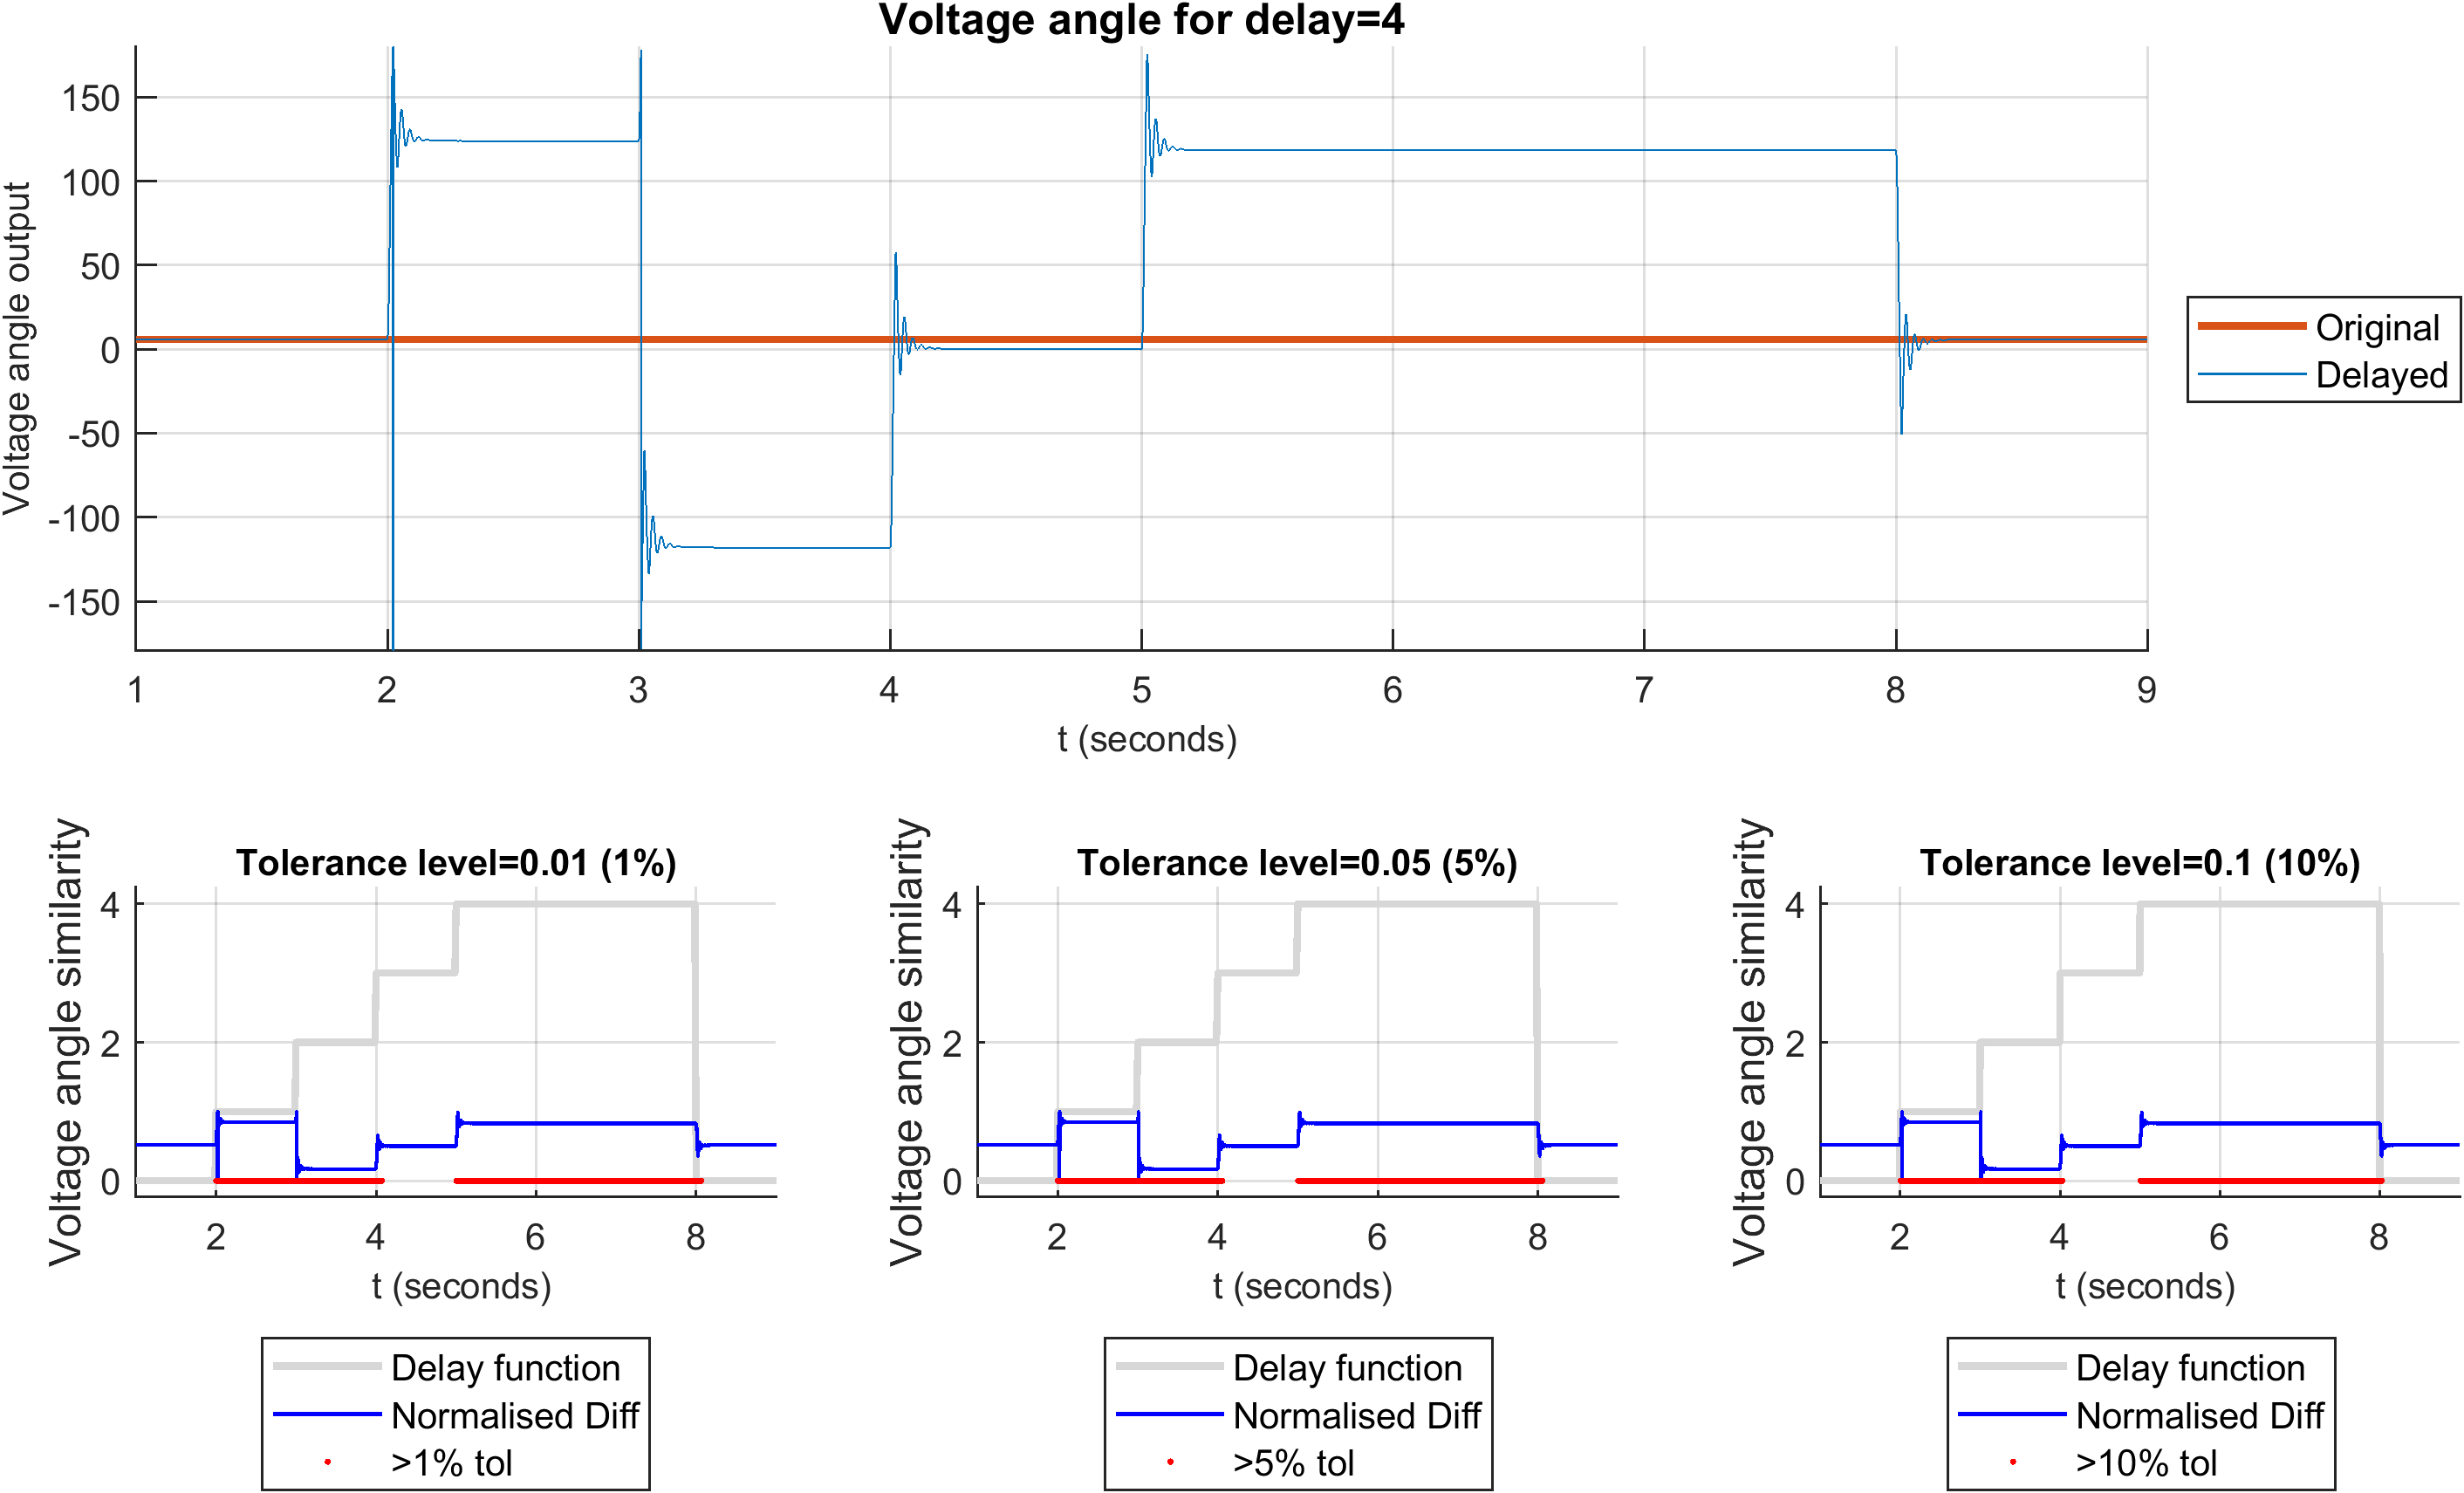 Voltage angle for delay=4
Voltage angle output
150
100
50
0
-50
-100
-150
1 2 3 4 5 6 7 8 9
t (seconds)
Original
Delayed
Tolerance level=0.01 (1%)
Voltage angle similarity
4
2
0
2 4 6 8
t (seconds)
Delay function
Normalised Diff
>1% tol
Tolerance level=0.05 (5%)
Voltage angle similarity
4
2
0
2 4 6 8
t (seconds)
Delay function
Normalised Diff
>5% tol
Tolerance level=0.1 (10%)
Voltage angle similarity
4
2
0
2 4 6 8
t (seconds)
Delay function
Normalised Diff
>10% tol